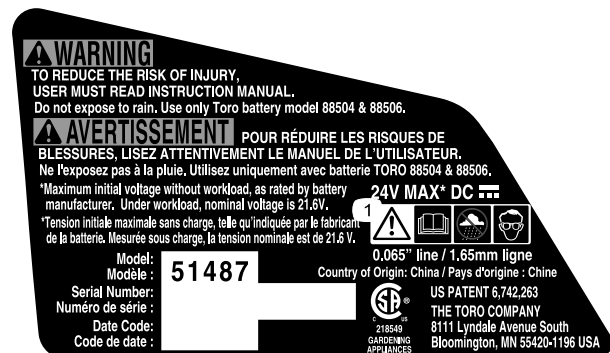 WARNING
TO REDUCE THE RISK OF INJURY,
USER MUST READ INSTRUCTION MANUAL.
Do not expose to rain. Use only Toro battery model 88504 & 88506.
AVERTISSEMENT POUR RÉDUIRE LES RISQUES DE
BLESSURES, LISEZ ATTENTIVEMENT LE MANUEL DE L'UTILISATEUR.
Ne l'exposez pas à la pluie. Utilisez uniquement avec batterie TORO 88504 & 88506.
*Maximum initial voltage without workload, as rated by battery
manufacturer. Under workload, nominal voltage is 21.6V.
*Tension initiale maximale sans charge, telle qu'indiquée par le fabricant
de la batterie. Mesurée sous charge, la tension nominale est de 21.6 V.
24V MAX* DC
1
0.065" line / 1.65mm ligne
Country of Origin: China / Pays d'origine : Chine
Model:
Modèle :
51487
Serial Number:
Numéro de série :
Date Code:
Code de date :
SA
®
C US
218549
GARDENING
APPLIANCES
US PATENT 6,742,263
THE TORO COMPANY
8111 Lyndale Avenue South
Bloomington, MN 55420-1196 USA